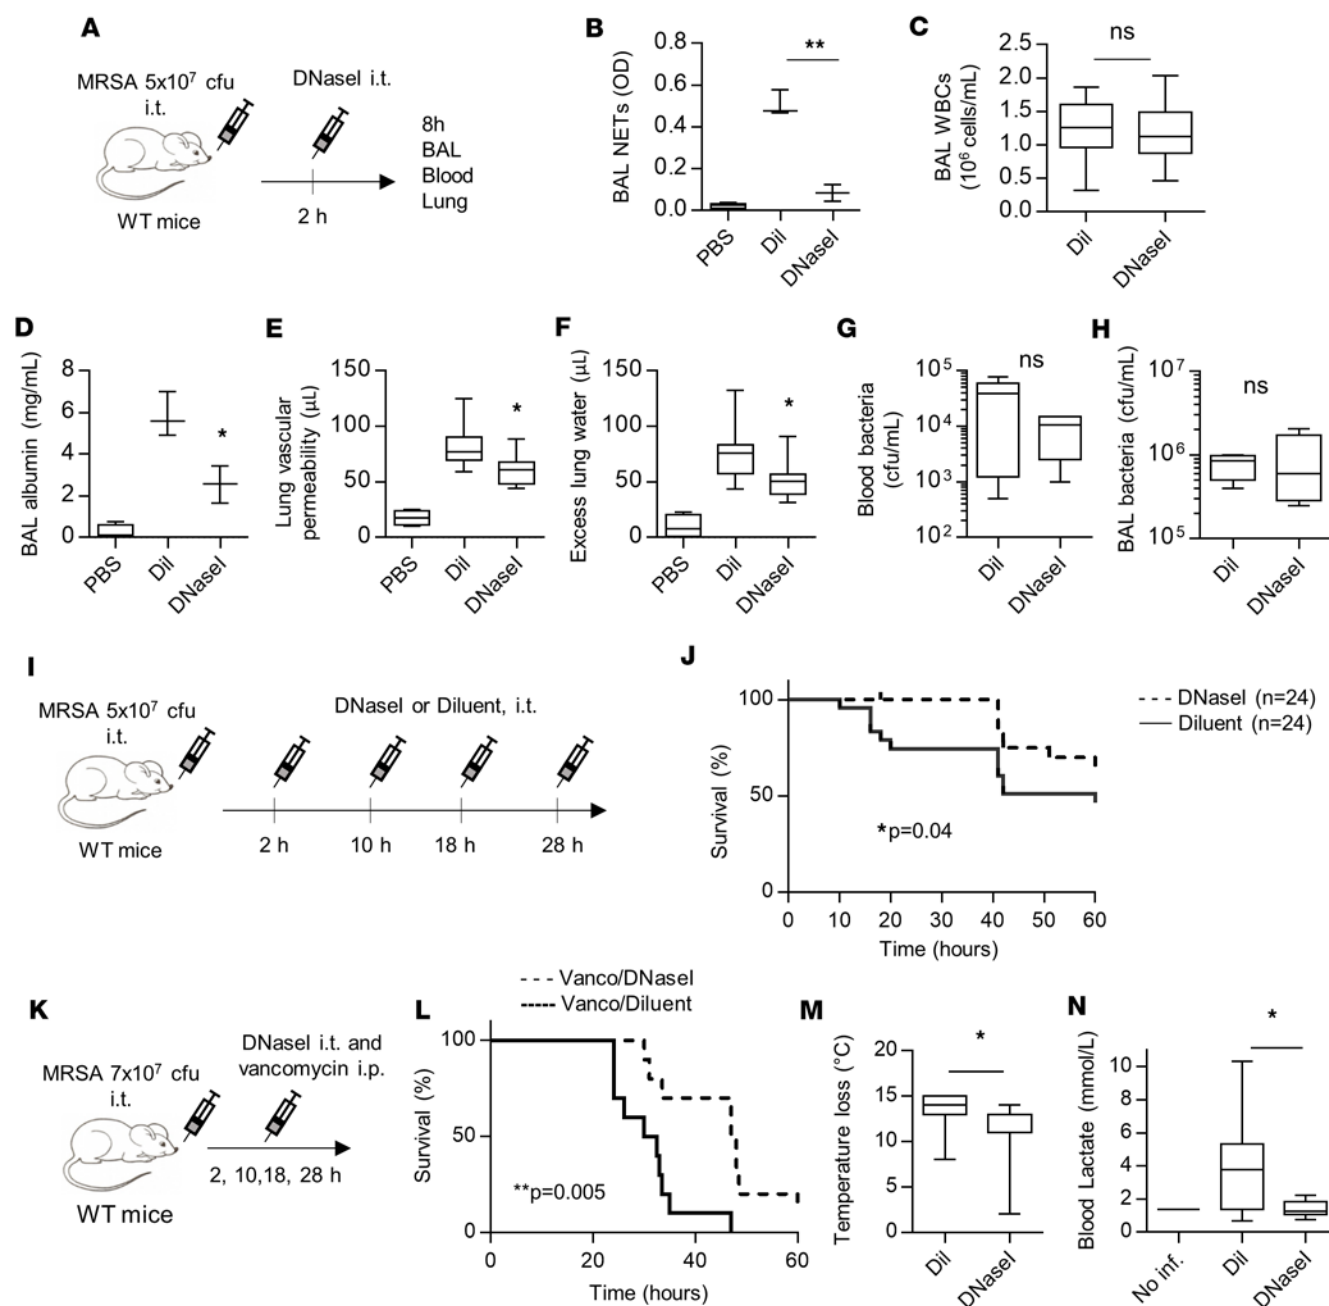 A
MRSA 5x10⁷ cfu
i.t.
DNaseI i.t.
8h
BAL
Blood
Lung
WT mice
2 h
B
BAL NETs (OD)
0.8
0.6
0.4
0.2
0.0
**
PBS
Dil
DNaseI
C
BAL WBCs
(10⁶ cells/mL)
2.5
2.0
1.5
1.0
0.5
0.0
ns
Dil
DNaseI
D
BAL albumin (mg/mL)
8
6
4
2
0
*
PBS
Dil
DNaseI
E
Lung vascular
permeability (µL)
150
100
50
0
*
PBS
Dil
DNaseI
F
Excess lung water (µL)
150
100
50
0
*
PBS
Dil
DNaseI
G
Blood bacteria
(cfu/mL)
10⁵
10⁴
10³
10²
ns
Dil
DNaseI
H
BAL bacteria (cfu/mL)
10⁷
10⁶
10⁵
ns
Dil
DNaseI
I
MRSA 5x10⁷ cfu
i.t.
DNaseI or Diluent, i.t.
WT mice
2 h
10 h
18 h
28 h
J
Survival (%)
100
50
0
*p=0.04
0
10
20
30
40
50
60
Time (hours)
DNaseI (n=24)
Diluent (n=24)
K
MRSA 7x10⁷ cfu
i.t.
DNaseI i.t. and
vancomycin i.p.
2, 10,18, 28 h
WT mice
L
Vanco/DNaseI
Vanco/Diluent
Survival (%)
100
50
0
**p=0.005
0
20
40
60
Time (hours)
M
Temperature loss (°C)
20
15
10
5
0
*
Dil
DNaseI
N
Blood Lactate (mmol/L)
10
8
6
4
2
0
*
No inf.
Dil
DNaseI